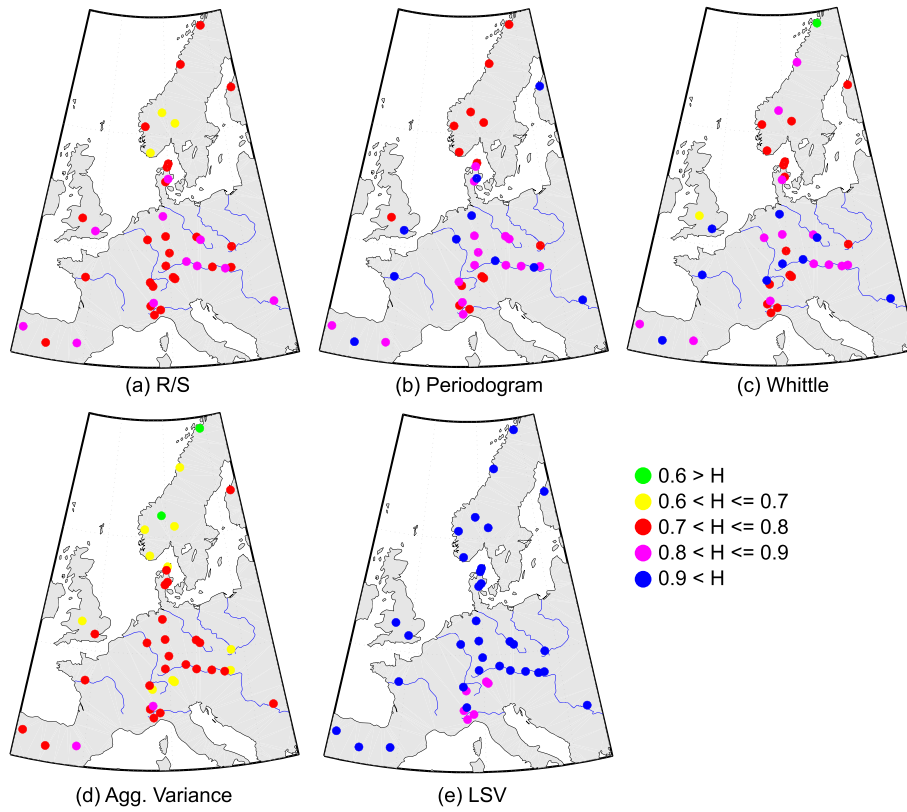 (a) R/S
(b) Periodogram
(c) Whittle
0.6 > H
0.6 < H <= 0.7
0.7 < H <= 0.8
0.8 < H <= 0.9
0.9 < H
(d) Agg. Variance
(e) LSV